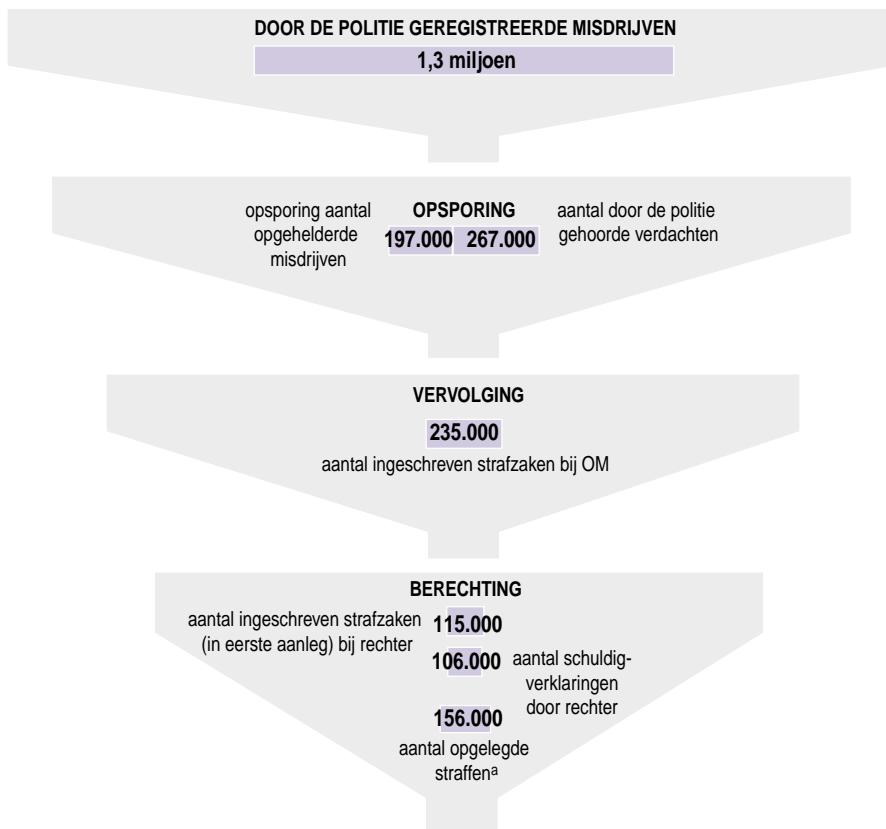 DOOR DE POLITIE GEREGISTREERDE MISDRIJVEN
1,3 miljoen
opsporing aantal
opgehelderde
misdrijven
OPSPORING
197.000 267.000
aantal door de politie
gehoorde verdachten
VERVOLGING
235.000
aantal ingeschreven strafzaken bij OM
BERECHTING
aantal ingeschreven strafzaken
(in eerste aanleg) bij rechter
115.000
106.000
aantal schuldig-
verklaringen
door rechter
156.000
aantal opgelegde
straffenª